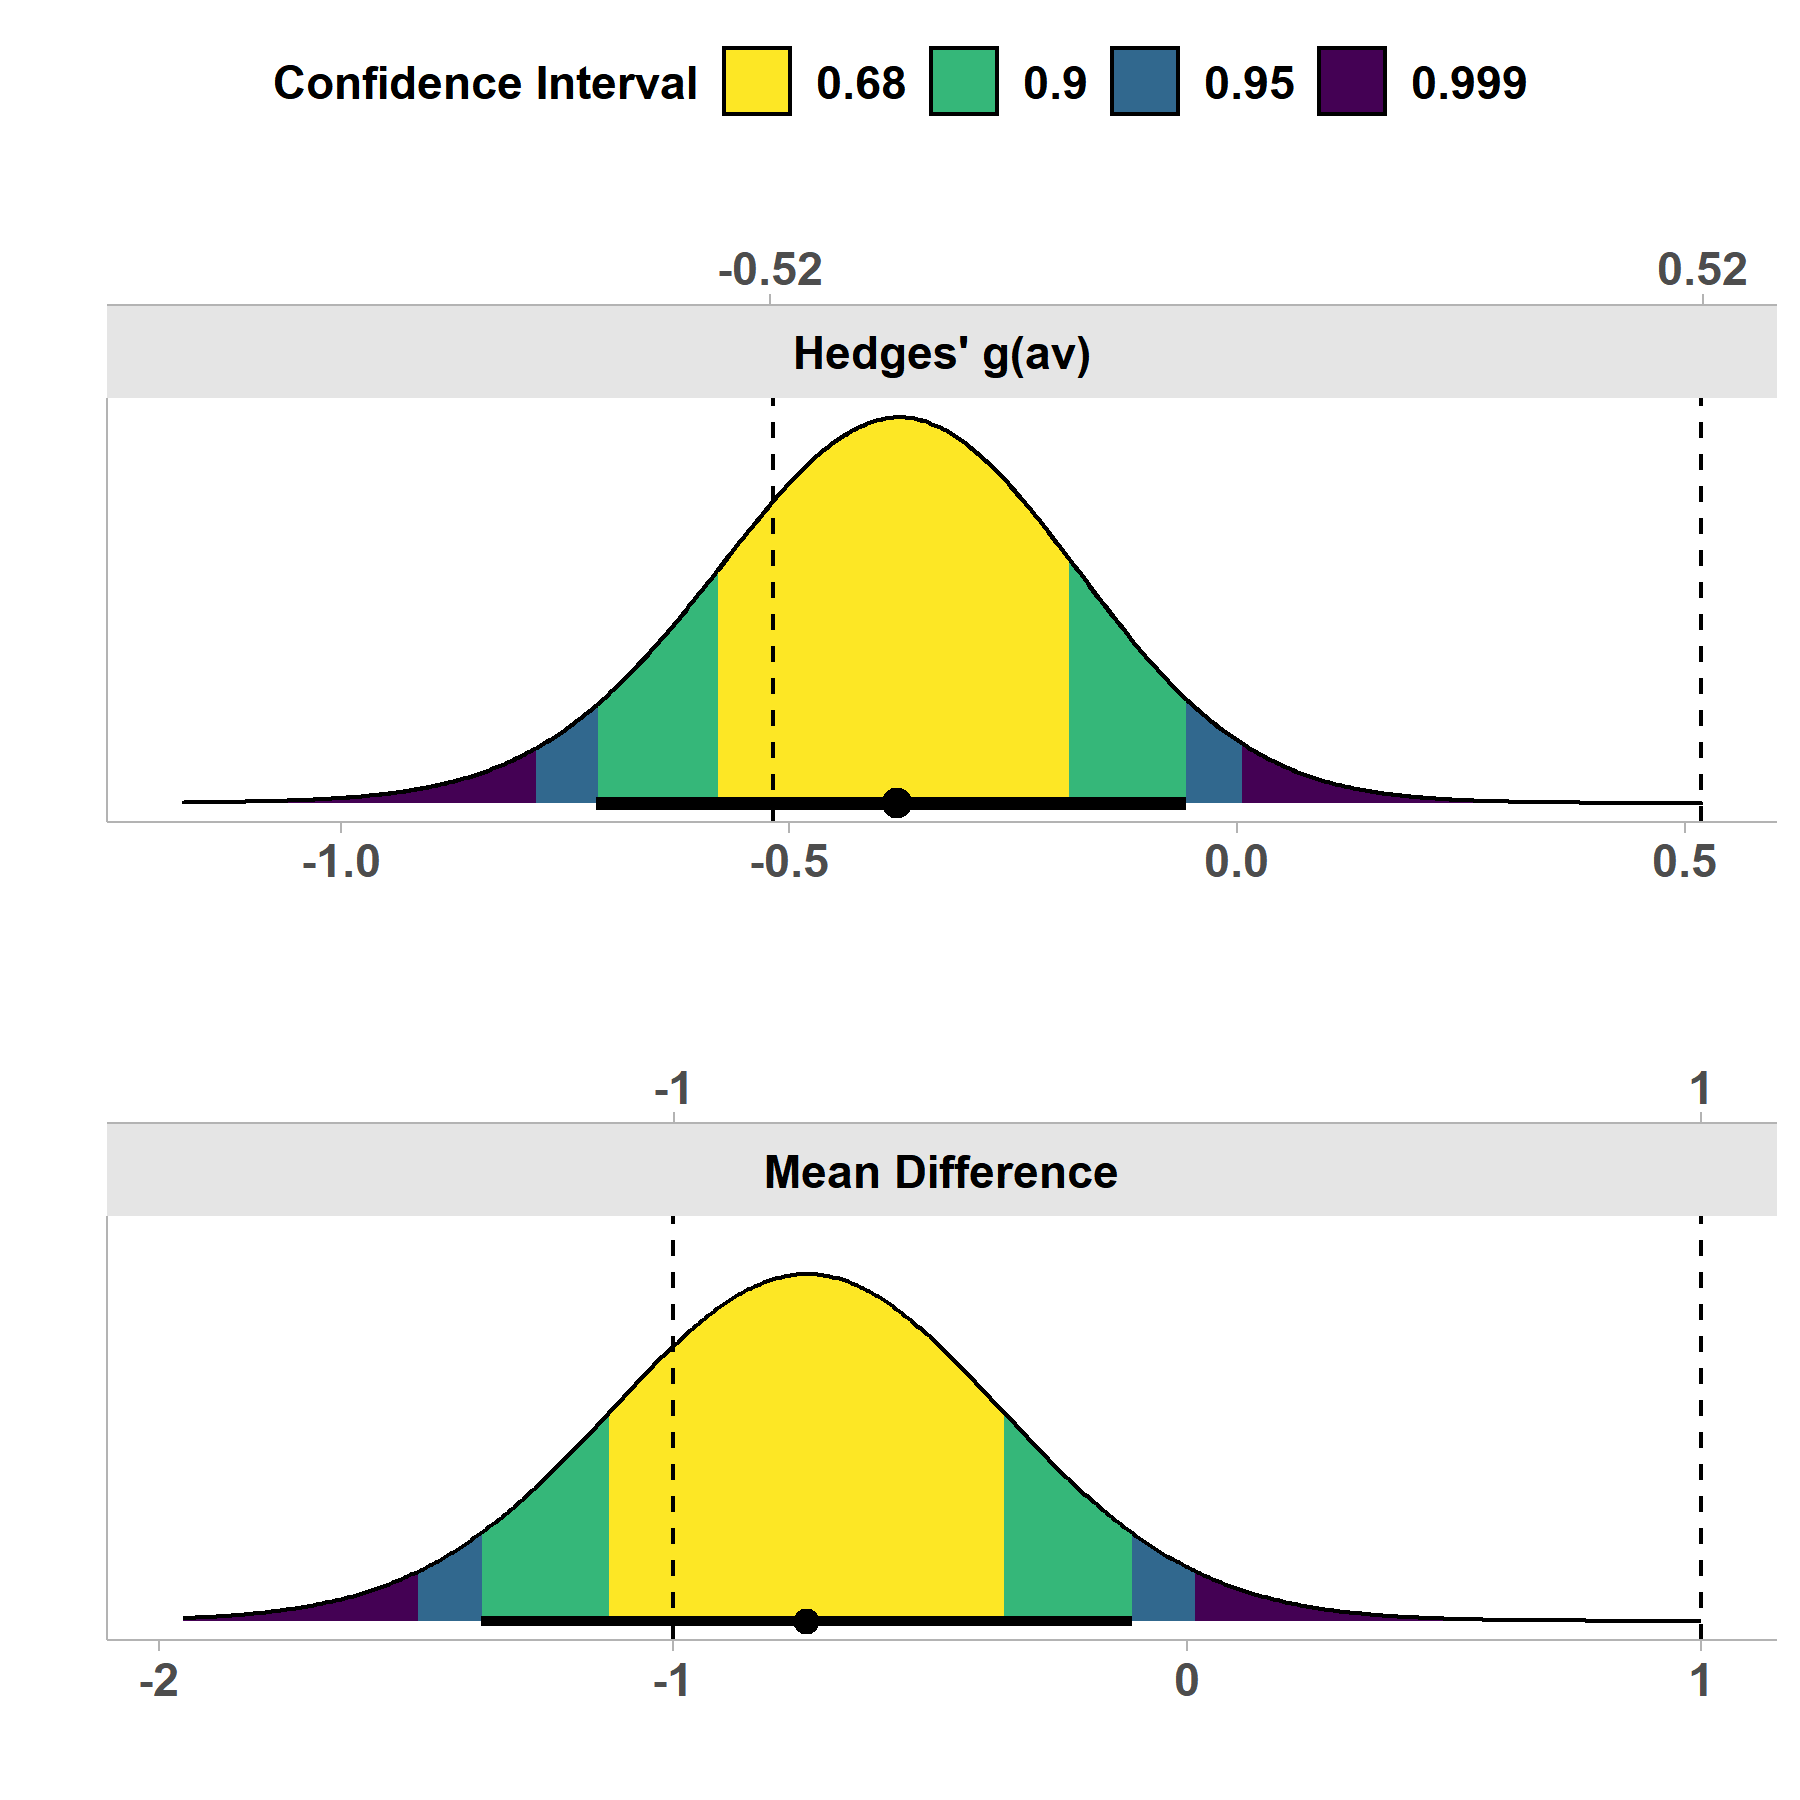 Confidence Interval 0.68 0.9 0.95 0.999
-0.52 0.52
Hedges' g(av)
-1.0 -0.5 0.0 0.5
-1 1
Mean Difference
-2 -1 0 1